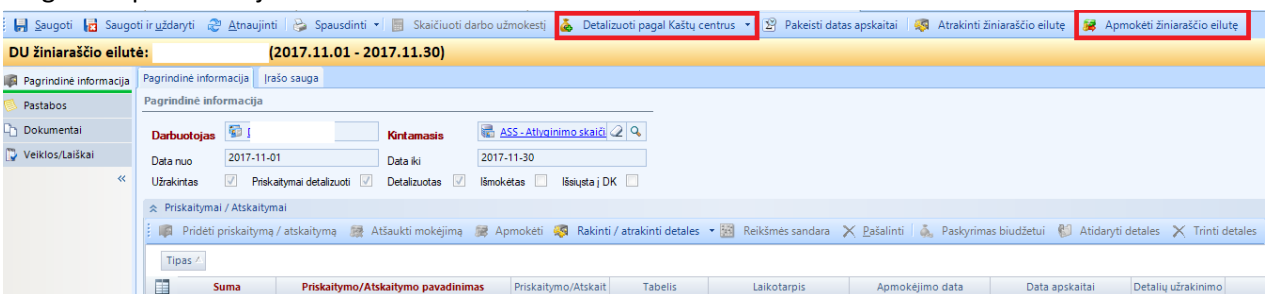 Saugoti Saugoti ir uždaryti Atnaujinti Spausdinti Skaičiuoti darbo užmokestį Detalizuoti pagal Kaštų centrus Pakeisti datas apskaitai Atrakinti žiniaraščio eilutę Apmokėti žiniaraščio eilutę
DU žiniaraščio eilutė: (2017.11.01 - 2017.11.30)
Pagrindinė informacija Pagrindinė informacija Įrašo sauga
Pastabos Pagrindinė informacija
Dokumentai Darbuotojas Kintamasis ASS - Atlyginimo skaiči
Veiklos/Laiškai Data nuo 2017-11-01 Data iki 2017-11-30
« Užrakintas Priskaitymai detalizuoti Detalizuotas Išmokėtas Išsiųsta į DK
Priskaitymai / Atskaitymai
Pridėti priskaitymą / atskaitymą Atšaukti mokėjimą Apmokėti Rakinti / atrakinti detales Reikšmės sandara Pašalinti Paskyrimas biudžetui Atidaryti detales Trinti detales
Tipas
Suma Priskaitymo/Atskaitymo pavadinimas Priskaitymo/Atskait Tabelis Laikotarpis Apmokėjimo data Data apskaitai Detalių užrakinimo